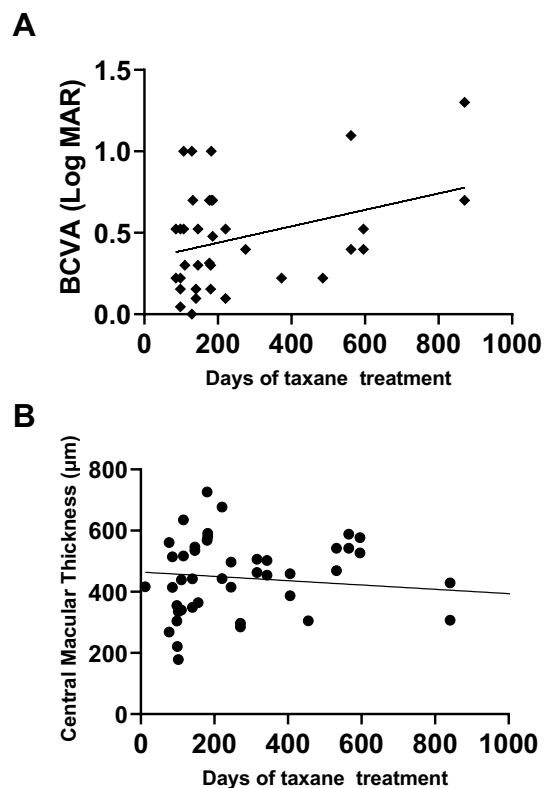 A
BCVA (Log MAR)
1.5
1.0
0.5
0.0
0 200 400 600 800 1000
Days of taxane treatment
B
Central Macular Thickness (µm)
800
600
400
200
0
0 200 400 600 800 1000
Days of taxane treatment